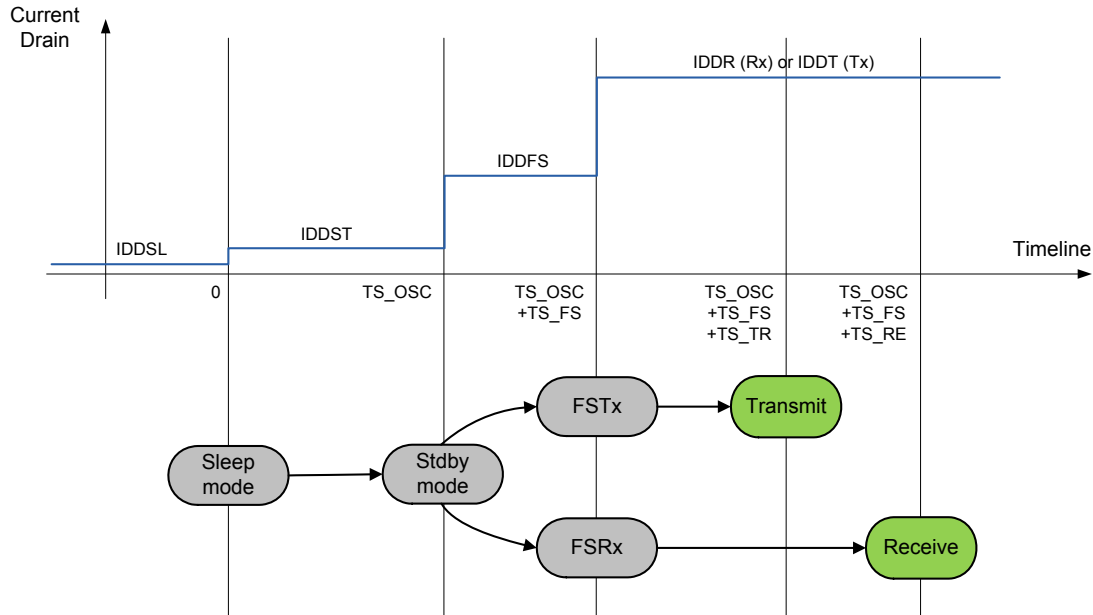 Current
Drain
IDDR (Rx) or IDDT (Tx)
IDDFS
IDDST
IDDSL
Timeline
0
TS_OSC
TS_OSC
+TS_FS
TS_OSC
+TS_FS
+TS_TR
TS_OSC
+TS_FS
+TS_RE
FSTx
Transmit
Sleep
mode
Stdby
mode
FSRx
Receive